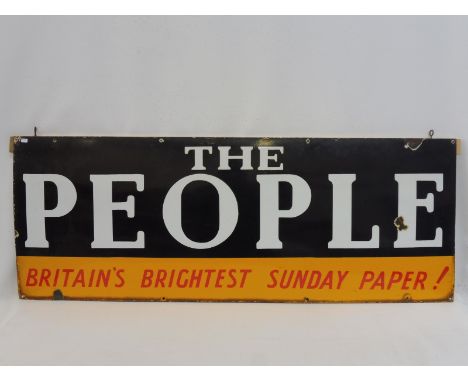 THE
PEOPLE
BRITAIN'S BRIGHTEST SUNDAY PAPER!